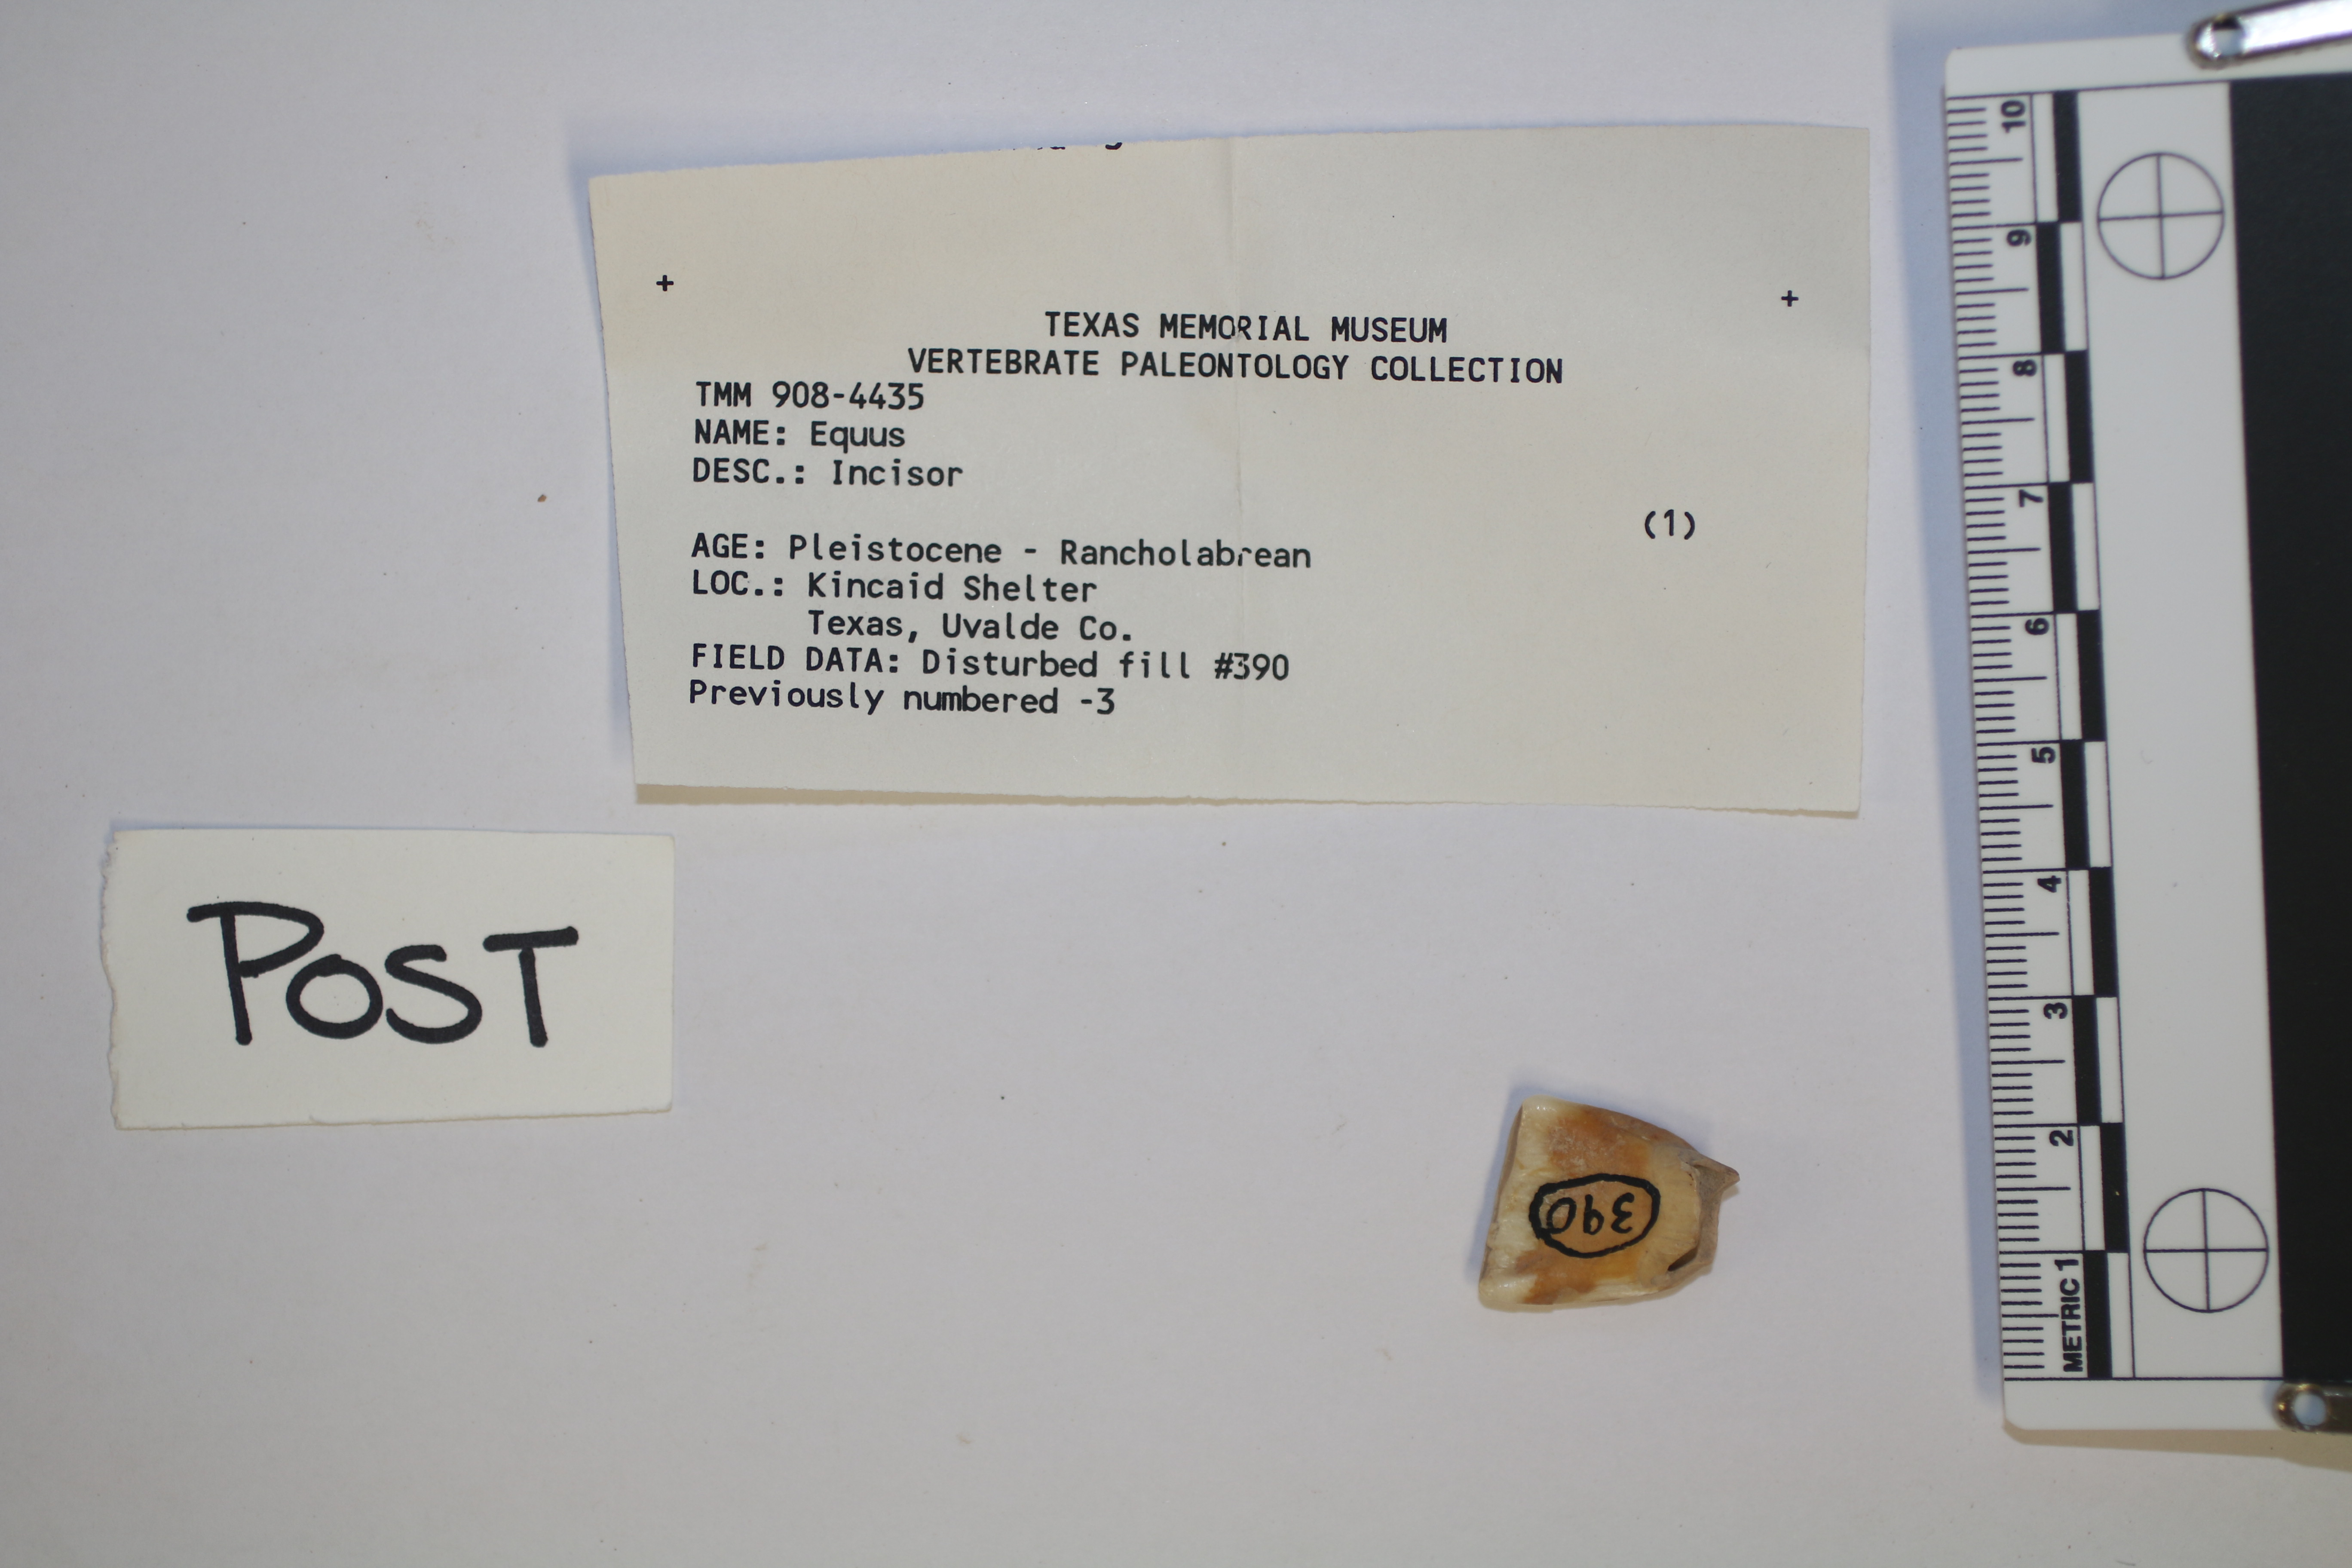 TEXAS MEMORIAL MUSEUM
VERTEBRATE PALEONTOLOGY COLLECTION
TMM 908-4435
NAME: Equus
DESC.: Incisor
(1)
AGE: Pleistocene - Rancholabrean
LOC.: Kincaid Shelter
Texas, Uvalde Co.
FIELD DATA: Disturbed fill #390
Previously numbered -3
POST
390
10
9
8
7
6
5
4
3
2
METRIC 1